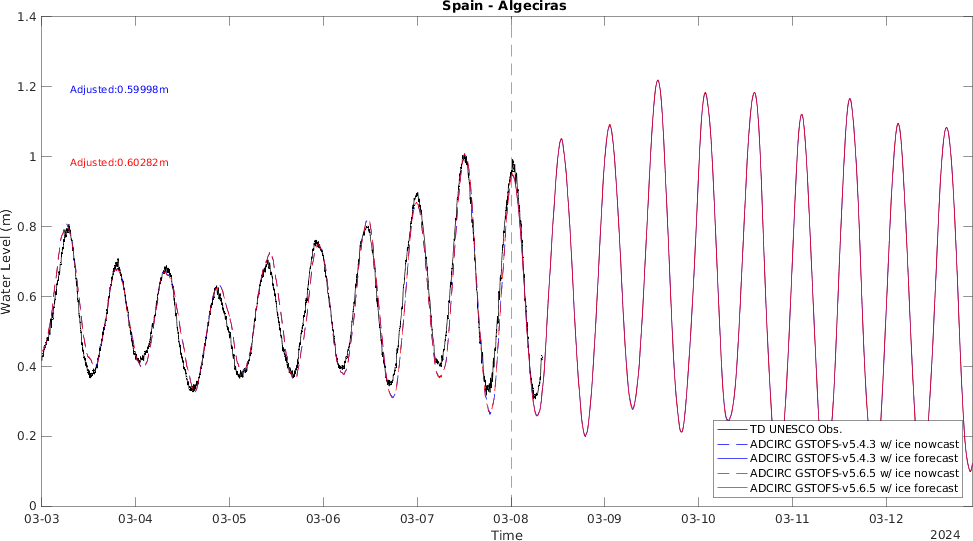 Spain - Algeciras
Water Level (m)
1.4
1.2
1
0.8
0.6
0.4
0.2
0
Adjusted:0.59998m
Adjusted:0.60282m
TD UNESCO Obs.
ADCIRC GSTOFS-v5.4.3 w/ ice nowcast
ADCIRC GSTOFS-v5.4.3 w/ ice forecast
ADCIRC GSTOFS-v5.6.5 w/ ice nowcast
ADCIRC GSTOFS-v5.6.5 w/ ice forecast
03-03 03-04 03-05 03-06 03-07 03-08 03-09 03-10 03-11 03-12
Time
2024